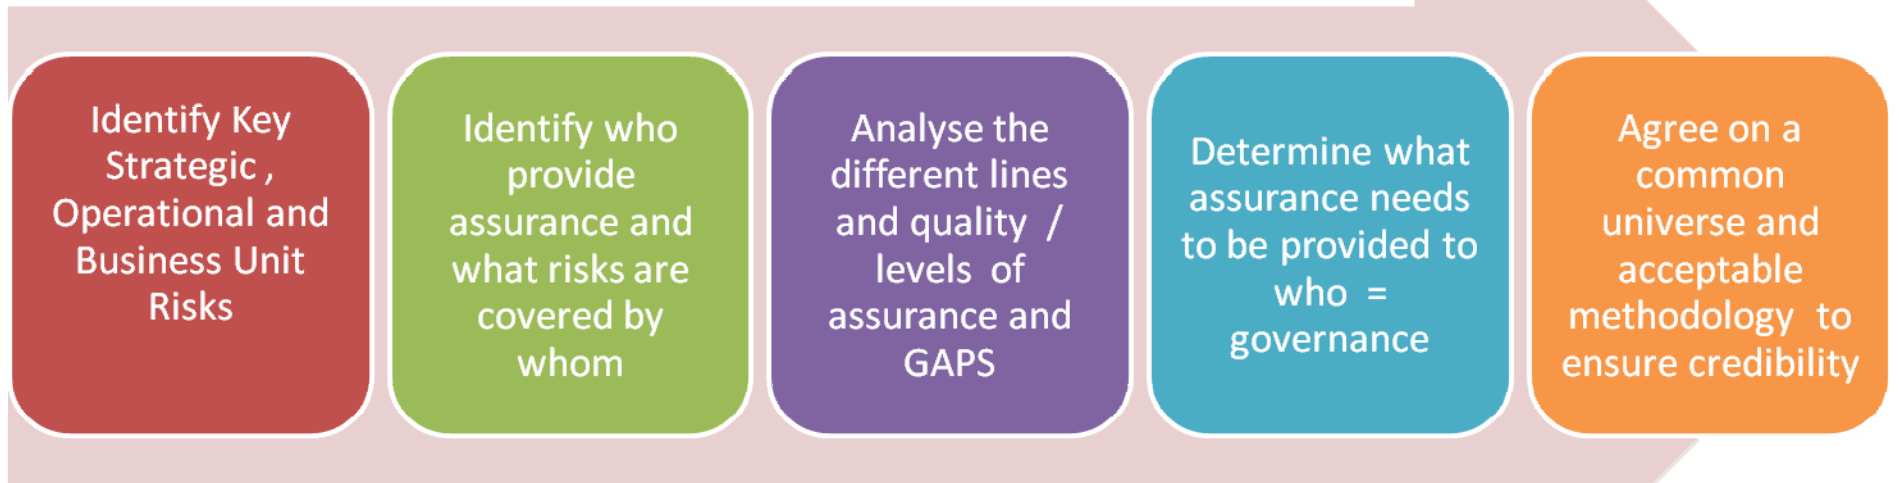 Identify Key
Strategic ,
Operational and
Business Unit
Risks
Identify who
provide
assurance and
what risks are
covered by
whom
Analyse the
different lines
and quality /
levels of
assurance and
GAPS
Determine what
assurance needs
to be provided to
who =
governance
Agree on a
common
universe and
acceptable
methodology to
ensure credibility